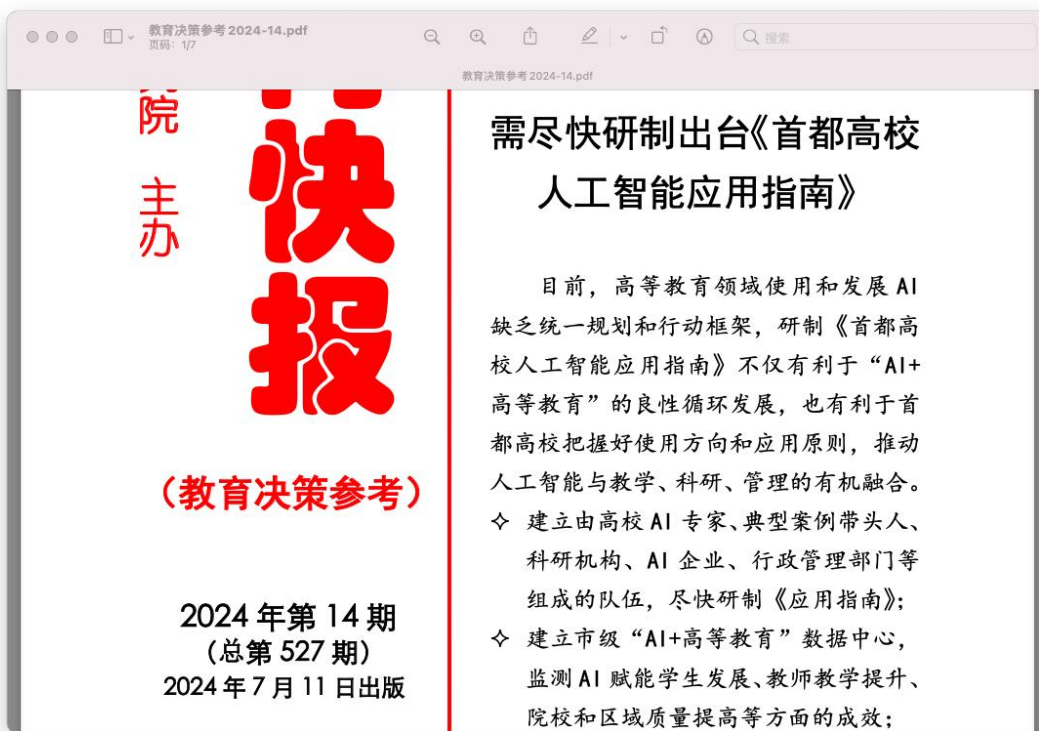 教育决策参考2024-14.pdf
页码：1/7
搜索
教育决策参考2024-14.pdf
院 主办
快报
（教育决策参考）
2024年第14期
（总第527期）
2024年7月11日出版
需尽快研制出台《首都高校
人工智能应用指南》
目前，高等教育领域使用和发展AI
缺乏统一规划和行动框架，研制《首都高
校人工智能应用指南》不仅有利于“AI+
高等教育”的良性循环发展，也有利于首
都高校把握好使用方向和应用原则，推动
人工智能与教学、科研、管理的有机融合。
✧ 建立由高校AI专家、典型案例带头人、
科研机构、AI企业、行政管理部门等
组成的队伍，尽快研制《应用指南》；
✧ 建立市级“AI+高等教育”数据中心，
监测AI赋能学生发展、教师教学提升、
院校和区域质量提高等方面的成效；